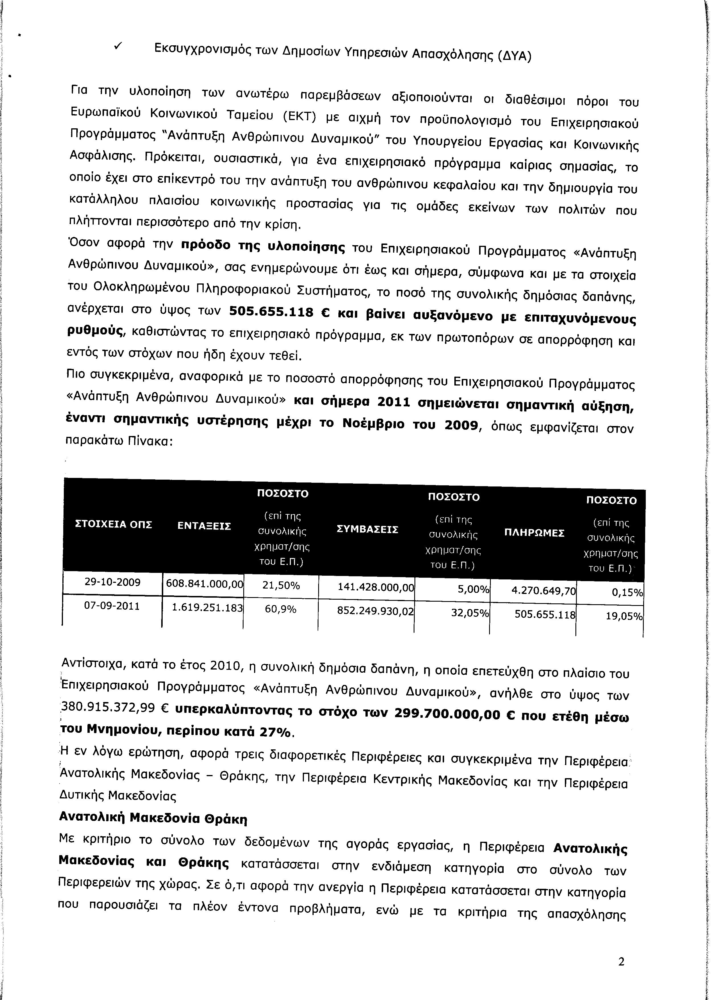 ✓ Εκσυγχρονισμός των Δημοσίων Υπηρεσιών Απασχόλησης (ΔΥΑ)
Για την υλοποίηση των ανωτέρω παρεμβάσεων αξιοποιούνται οι διαθέσιμοι πόροι του
Ευρωπαϊκού Κοινωνικού Ταμείου (ΕΚΤ) με αιχμή τον προϋπολογισμό του Επιχειρησιακού
Προγράμματος "Ανάπτυξη Ανθρώπινου Δυναμικού" του Υπουργείου Εργασίας και Κοινωνικής
Ασφάλισης. Πρόκειται, ουσιαστικά, για ένα επιχειρησιακό πρόγραμμα καίριας σημασίας, το
οποίο έχει στο επίκεντρό του την ανάπτυξη του ανθρώπινου κεφαλαίου και την δημιουργία του
κατάλληλου πλαισίου κοινωνικής προστασίας για τις ομάδες εκείνων των πολιτών που
πλήττονται περισσότερο από την κρίση.
Όσον αφορά την πρόοδο της υλοποίησης του Επιχειρησιακού Προγράμματος «Ανάπτυξη
Ανθρώπινου Δυναμικού», σας ενημερώνουμε ότι έως και σήμερα, σύμφωνα και με τα στοιχεία
του Ολοκληρωμένου Πληροφοριακού Συστήματος, το ποσό της συνολικής δημόσιας δαπάνης,
ανέρχεται στο ύψος των 505.655.118 € και βαίνει αυξανόμενο με επιταχυνόμενους
ρυθμούς, καθιστώντας το επιχειρησιακό πρόγραμμα, εκ των πρωτοπόρων σε απορρόφηση και
εντός των στόχων που ήδη έχουν τεθεί.
Πιο συγκεκριμένα, αναφορικά με το ποσοστό απορρόφησης του Επιχειρησιακού Προγράμματος
«Ανάπτυξη Ανθρώπινου Δυναμικού» και σήμερα 2011 σημειώνεται σημαντική αύξηση,
έναντι σημαντικής υστέρησης μέχρι το Νοέμβριο του 2009, όπως εμφανίζεται στον
παρακάτω Πίνακα:
ΣΤΟΙΧΕΙΑ ΟΠΣ
ΕΝΤΑΞΕΙΣ
ΠΟΣΟΣΤΟ
(επί της
συνολικής
χρηματ/σης
του Ε.Π.)
ΣΥΜΒΑΣΕΙΣ
ΠΟΣΟΣΤΟ
(επί της
συνολικής
χρηματ/σης
του Ε.Π.)
ΠΛΗΡΩΜΕΣ
ΠΟΣΟΣΤΟ
(επί της
συνολικής
χρηματ/σης
του Ε.Π.)
29-10-2009 608.841.000,00 21,50% 141.428.000,00 5,00% 4.270.649,70 0,15%
07-09-2011 1.619.251.183 60,9% 852.249.930,02 32,05% 505.655.118 19,05%
Αντίστοιχα, κατά το έτος 2010, η συνολική δημόσια δαπάνη, η οποία επετεύχθη στο πλαίσιο του
Επιχειρησιακού Προγράμματος «Ανάπτυξη Ανθρώπινου Δυναμικού», ανήλθε στο ύψος των
380.915.372,99 € υπερκαλύπτοντας το στόχο των 299.700.000,00 € που ετέθη μέσω
του Μνημονίου, περίπου κατά 27%.
Η εν λόγω ερώτηση, αφορά τρεις διαφορετικές Περιφέρειες και συγκεκριμένα την Περιφέρεια
Ανατολικής Μακεδονίας – Θράκης, την Περιφέρεια Κεντρικής Μακεδονίας και την Περιφέρεια
Δυτικής Μακεδονίας
Ανατολική Μακεδονία Θράκη
Με κριτήριο το σύνολο των δεδομένων της αγοράς εργασίας, η Περιφέρεια Ανατολικής
Μακεδονίας και Θράκης κατατάσσεται στην ενδιάμεση κατηγορία στο σύνολο των
Περιφερειών της χώρας. Σε ό,τι αφορά την ανεργία η Περιφέρεια κατατάσσεται στην κατηγορία
που παρουσιάζει τα πλέον έντονα προβλήματα, ενώ με τα κριτήρια της απασχόλησης
2